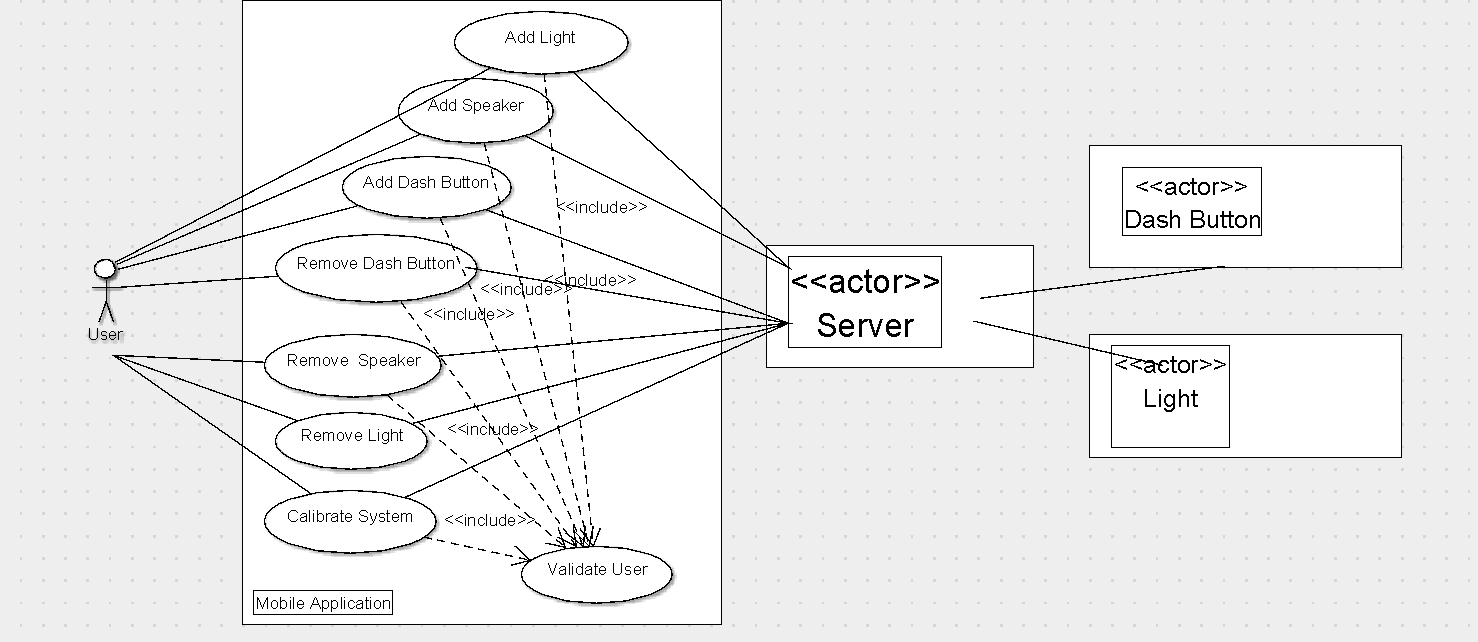 Add Light
Add Speaker
Add Dash Button
<<include>>
Remove Dash Button
<<include>>
<<include>>
<<include>>
User
Remove  Speaker
Remove Light
<<include>>
Calibrate System
<<include>>
Validate User
Mobile Application
<<actor>>
Server
<<actor>>
Dash Button
<<actor>>
Light